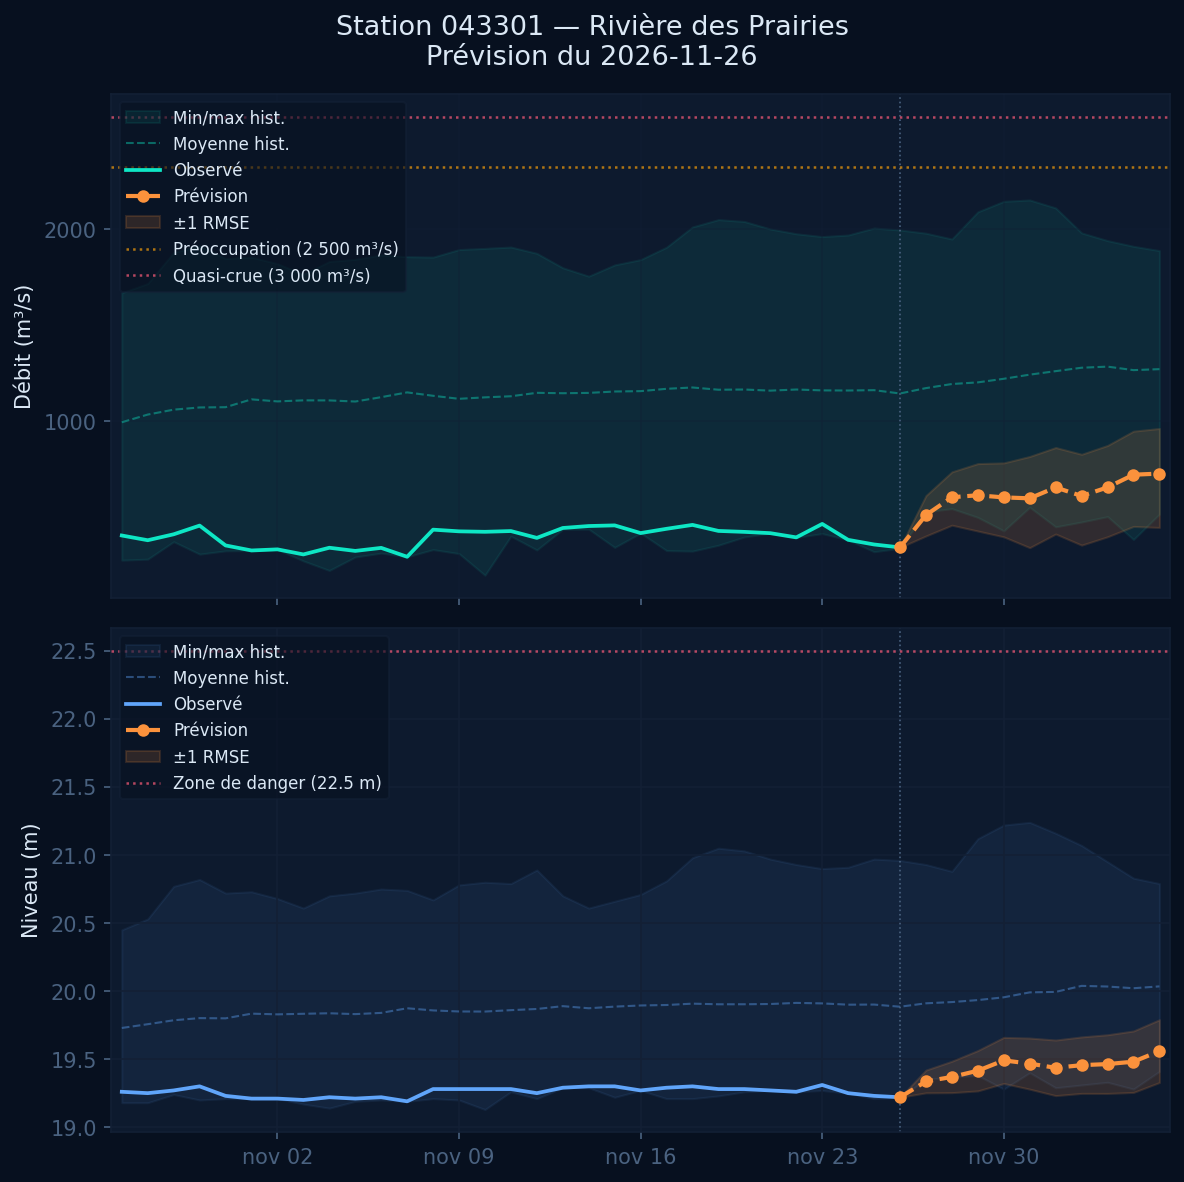 Station 043301 — Rivière des Prairies
Prévision du 2026-11-26
Min/max hist.
Moyenne hist.
Observé
Prévision
±1 RMSE
Préoccupation (2 500 m³/s)
Quasi-crue (3 000 m³/s)
2000
1000
Débit (m³/s)
Min/max hist.
Moyenne hist.
Observé
Prévision
±1 RMSE
Zone de danger (22.5 m)
22.5
22.0
21.5
21.0
20.5
20.0
19.5
19.0
Niveau (m)
nov 02
nov 09
nov 16
nov 23
nov 30